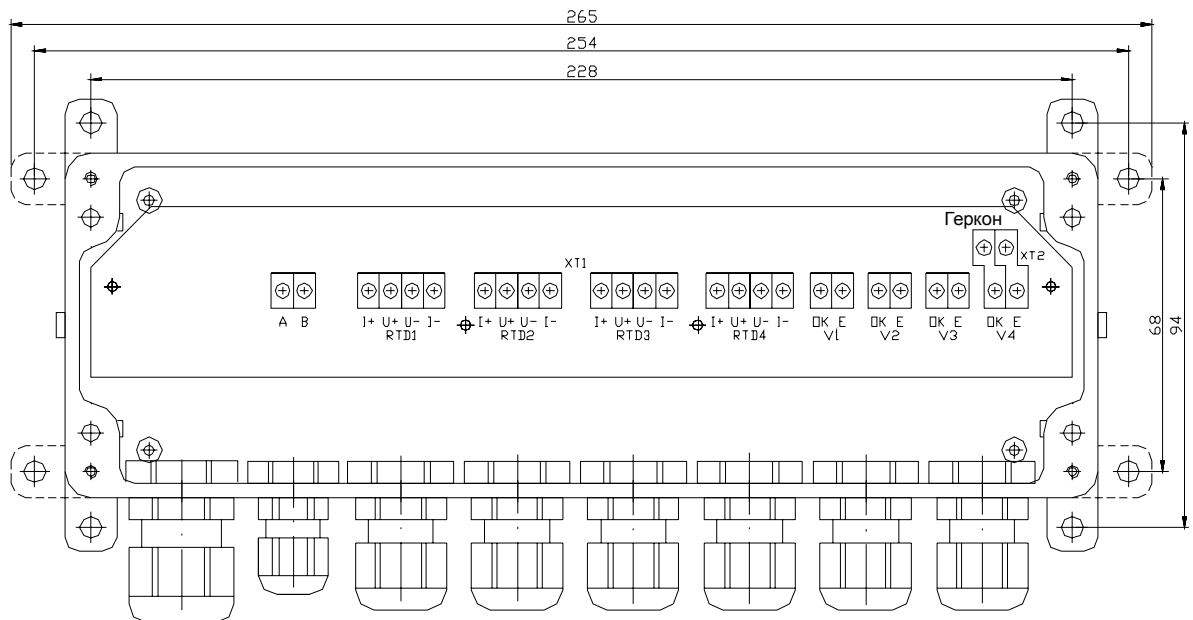 265
254
228
Геркон
XT1
XT2
A B
I+ U+ U- I-
RTD1
I+ U+ U- I-
RTD2
I+ U+ U- I-
RTD3
I+ U+ U- I-
RTD4
OK E
V1
OK E
V2
OK E
V3
OK E
V4
68
94